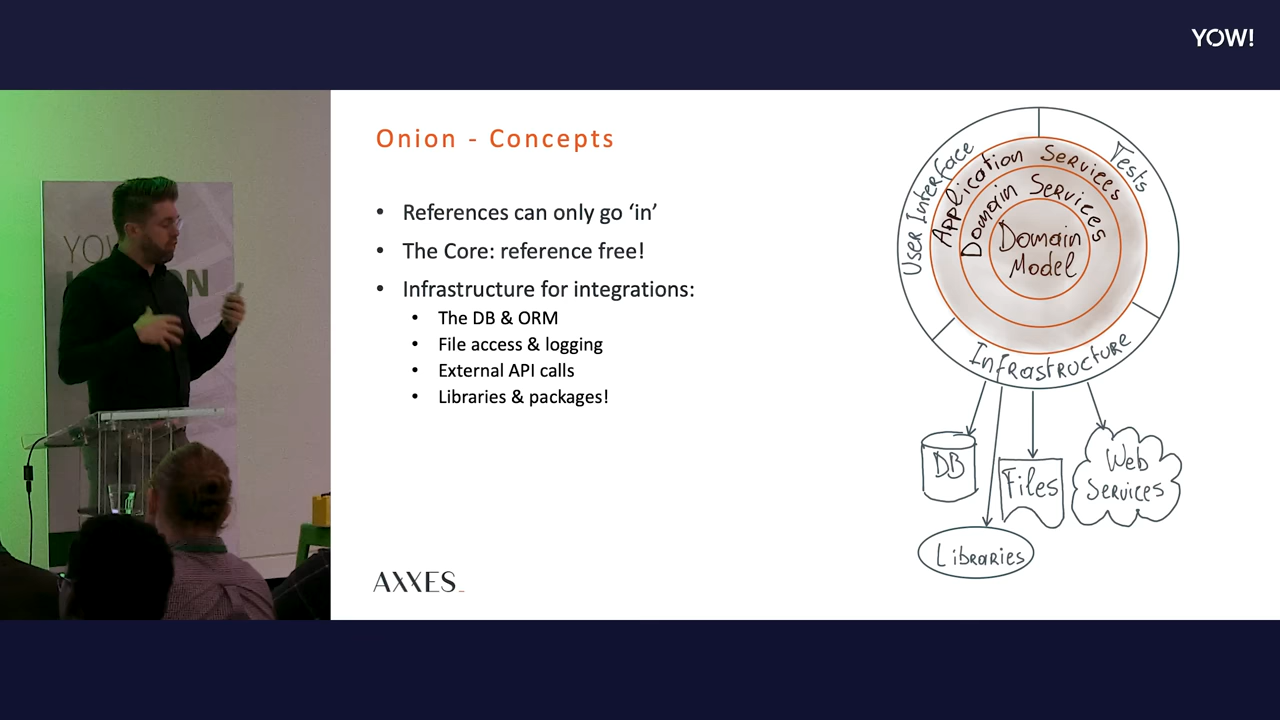 YOW!
Onion - Concepts
• References can only go ‘in’
• The Core: reference free!
• Infrastructure for integrations:
• The DB & ORM
• File access & logging
• External API calls
• Libraries & packages!
AXXES_
User Interface
Tests
Application Services
Domain Services
Domain
Model
Infrastructure
DB
Files
Web
Services
Libraries
YOW